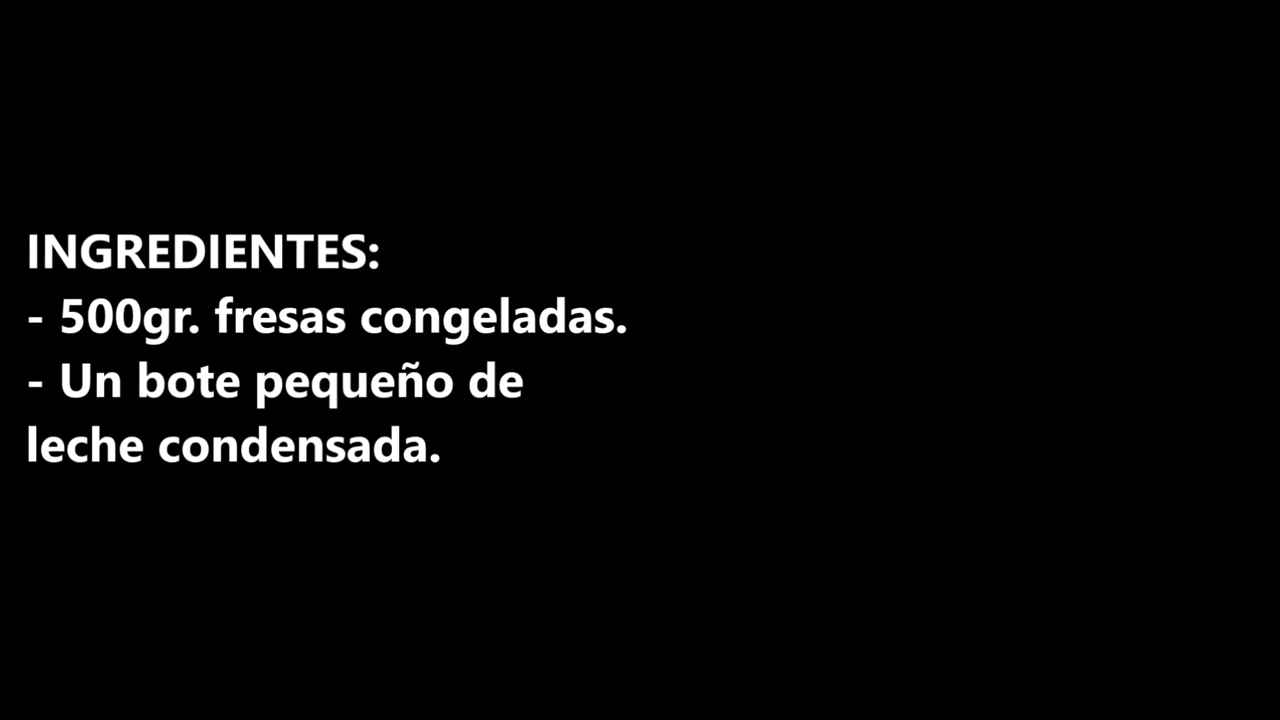 INGREDIENTES:
- 500gr. fresas congeladas.
- Un bote pequeño de
leche condensada.